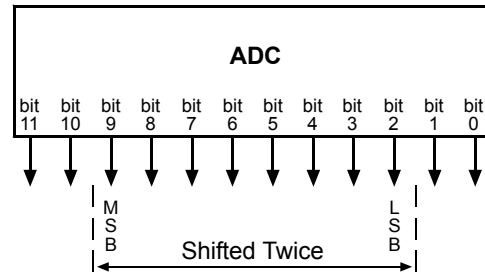 ADC
bit bit bit bit bit bit bit bit bit bit bit bit
11 10 9 8 7 6 5 4 3 2 1 0
MSB
LSB
Shifted Twice